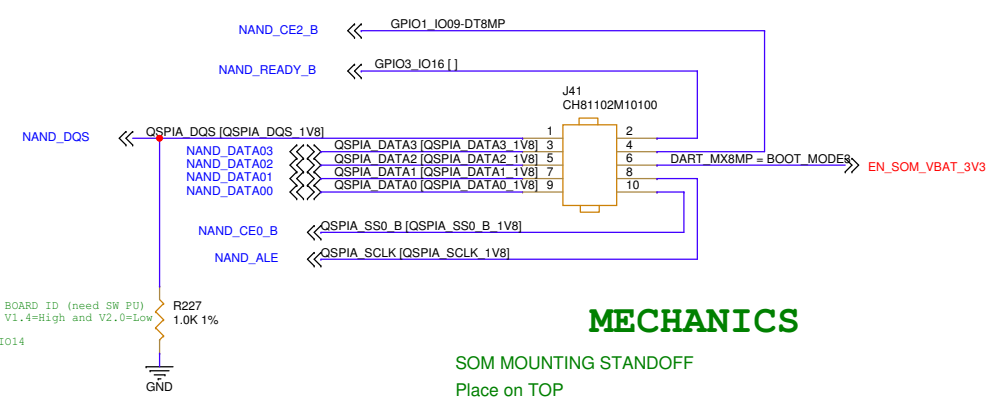 NAND_CE2_B GPIO1_IO09-DT8MP
NAND_READY_B GPIO3_IO16 [ ]
J41
CH81102M10100
NAND_DQS QSPIA_DQS [QSPIA_DQS_1V8] 1 2
NAND_DATA03 QSPIA_DATA3 [QSPIA_DATA3_1V8] 3 4
NAND_DATA02 QSPIA_DATA2 [QSPIA_DATA2_1V8] 5 6 DART_MX8MP = BOOT_MODE3 EN_SOM_VBAT_3V3
NAND_DATA01 QSPIA_DATA1 [QSPIA_DATA1_1V8] 7 8
NAND_DATA00 QSPIA_DATA0 [QSPIA_DATA0_1V8] 9 10
NAND_CE0_B QSPIA_SS0_B [QSPIA_SS0_B_1V8]
NAND_ALE QSPIA_SCLK [QSPIA_SCLK_1V8]
BOARD ID (need SW PU) R227
V1.4=High and V2.0=Low 1.0K 1%
IO14
GND
MECHANICS
SOM MOUNTING STANDOFF
Place on TOP